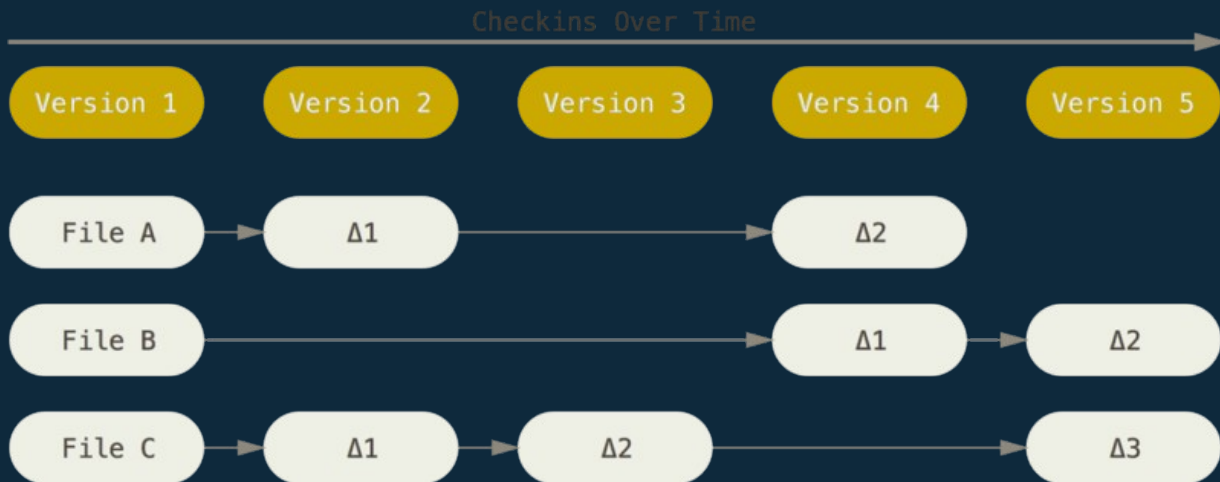 Checkins Over Time
Version 1 Version 2 Version 3 Version 4 Version 5
File A Δ1 Δ2
File B Δ1 Δ2
File C Δ1 Δ2 Δ3